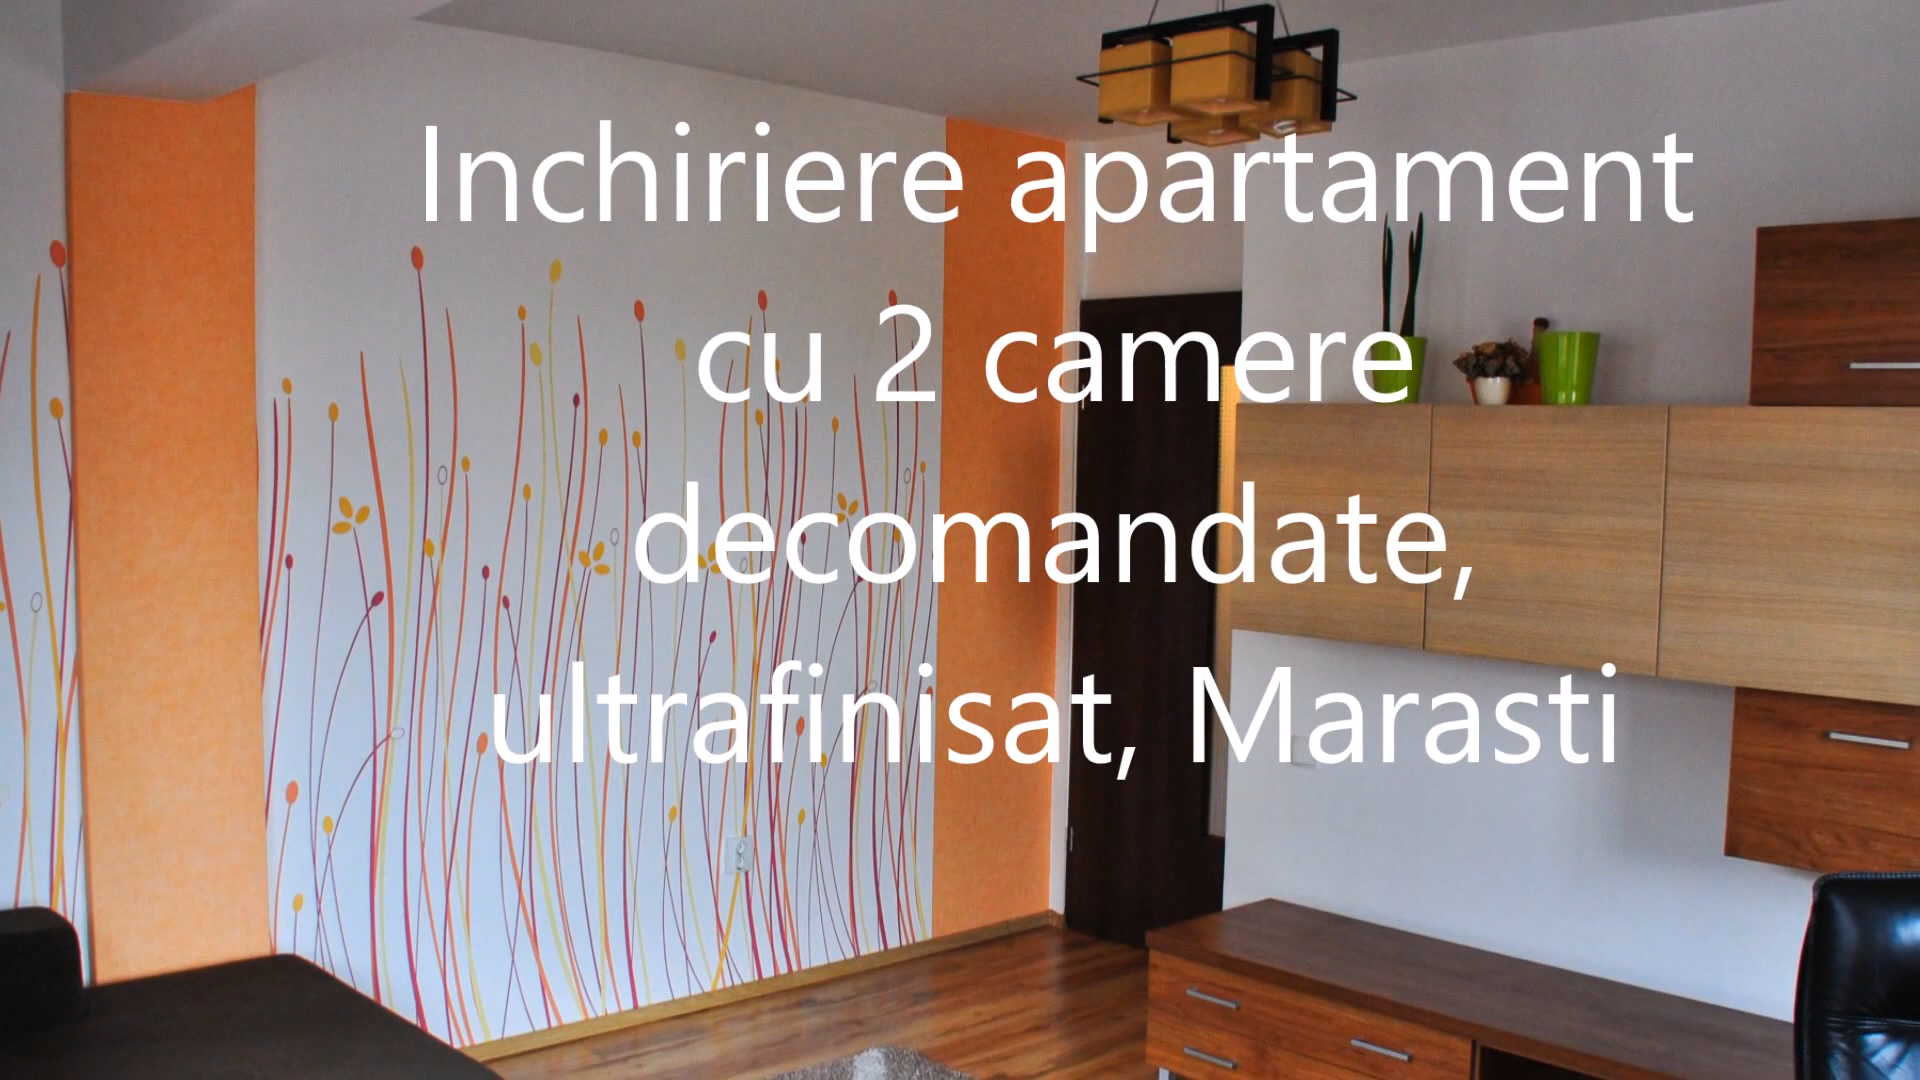 Inchiriere apartament
cu 2 camere
decomandate,
ultrafinisat, Marasti